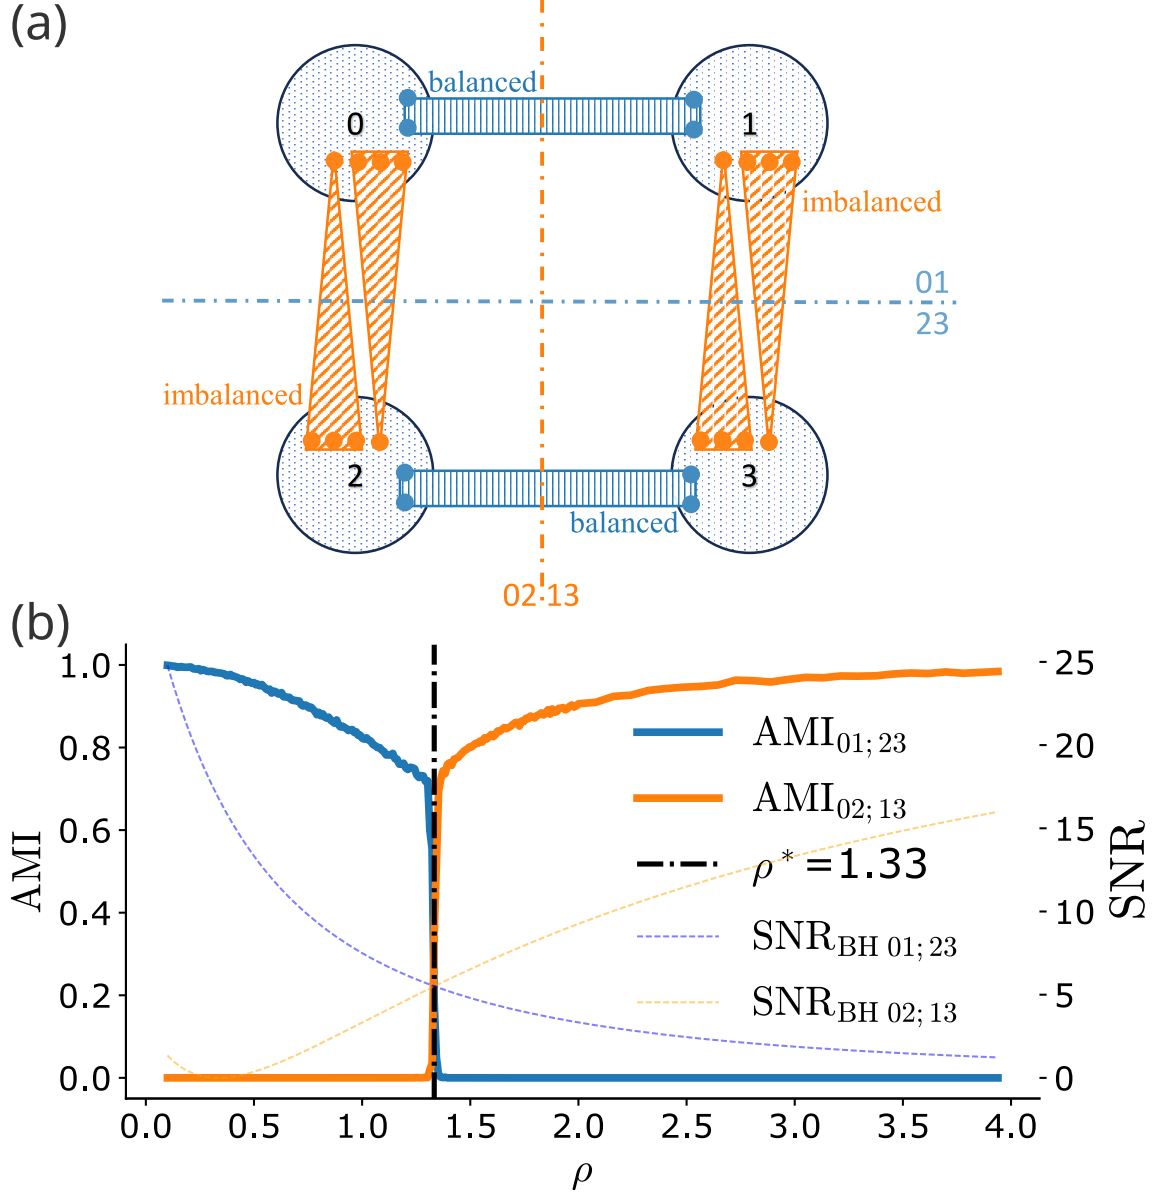 (a)
balanced
0
1
imbalanced
01
23
imbalanced
2
3
balanced
02 13
(b)
1.0
0.8
0.6
0.4
0.2
0.0
AMI
25
20
15
10
5
0
SNR
AMI01;23
AMI02;13
ρ* =1.33
SNRBH 01;23
SNRBH 02;13
0.0 0.5 1.0 1.5 2.0 2.5 3.0 3.5 4.0
ρ